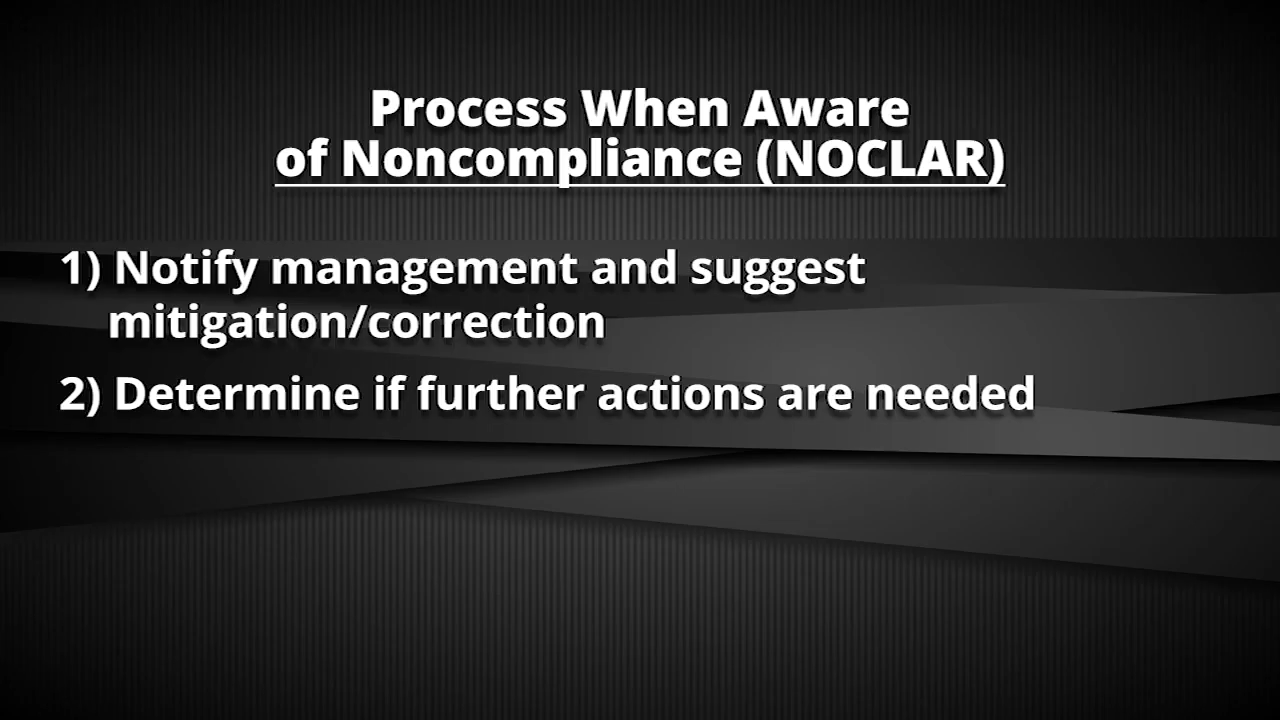 Process When Aware
of Noncompliance (NOCLAR)
1) Notify management and suggest
mitigation/correction
2) Determine if further actions are needed